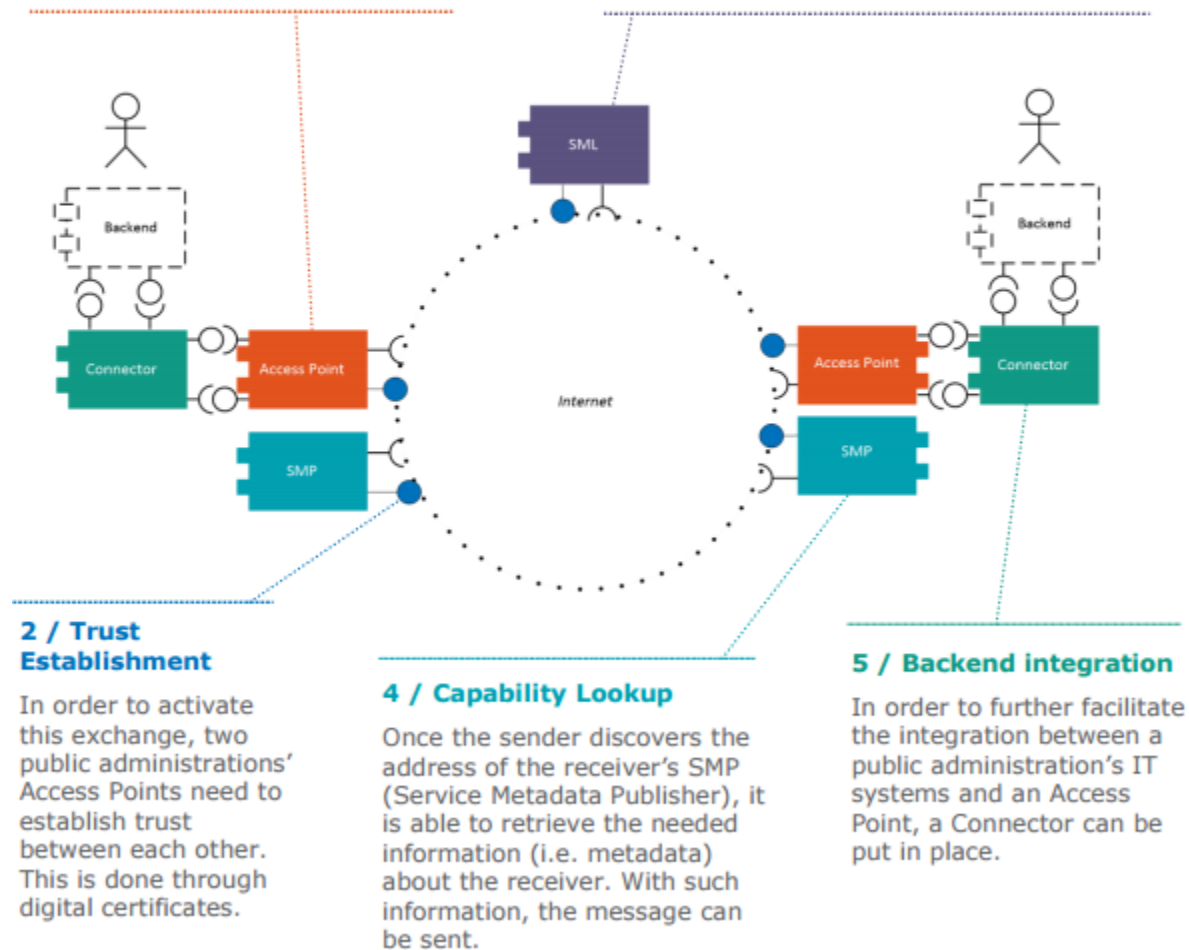 SML
Backend
Backend
Connector
Access Point
Internet
Access Point
Connector
SMP
SMP
2 / Trust
Establishment
In order to activate
this exchange, two
public administrations’
Access Points need to
establish trust
between each other.
This is done through
digital certificates.
4 / Capability Lookup
Once the sender discovers the
address of the receiver’s SMP
(Service Metadata Publisher), it
is able to retrieve the needed
information (i.e. metadata)
about the receiver. With such
information, the message can
be sent.
5 / Backend integration
In order to further facilitate
the integration between a
public administration’s IT
systems and an Access
Point, a Connector can be
put in place.